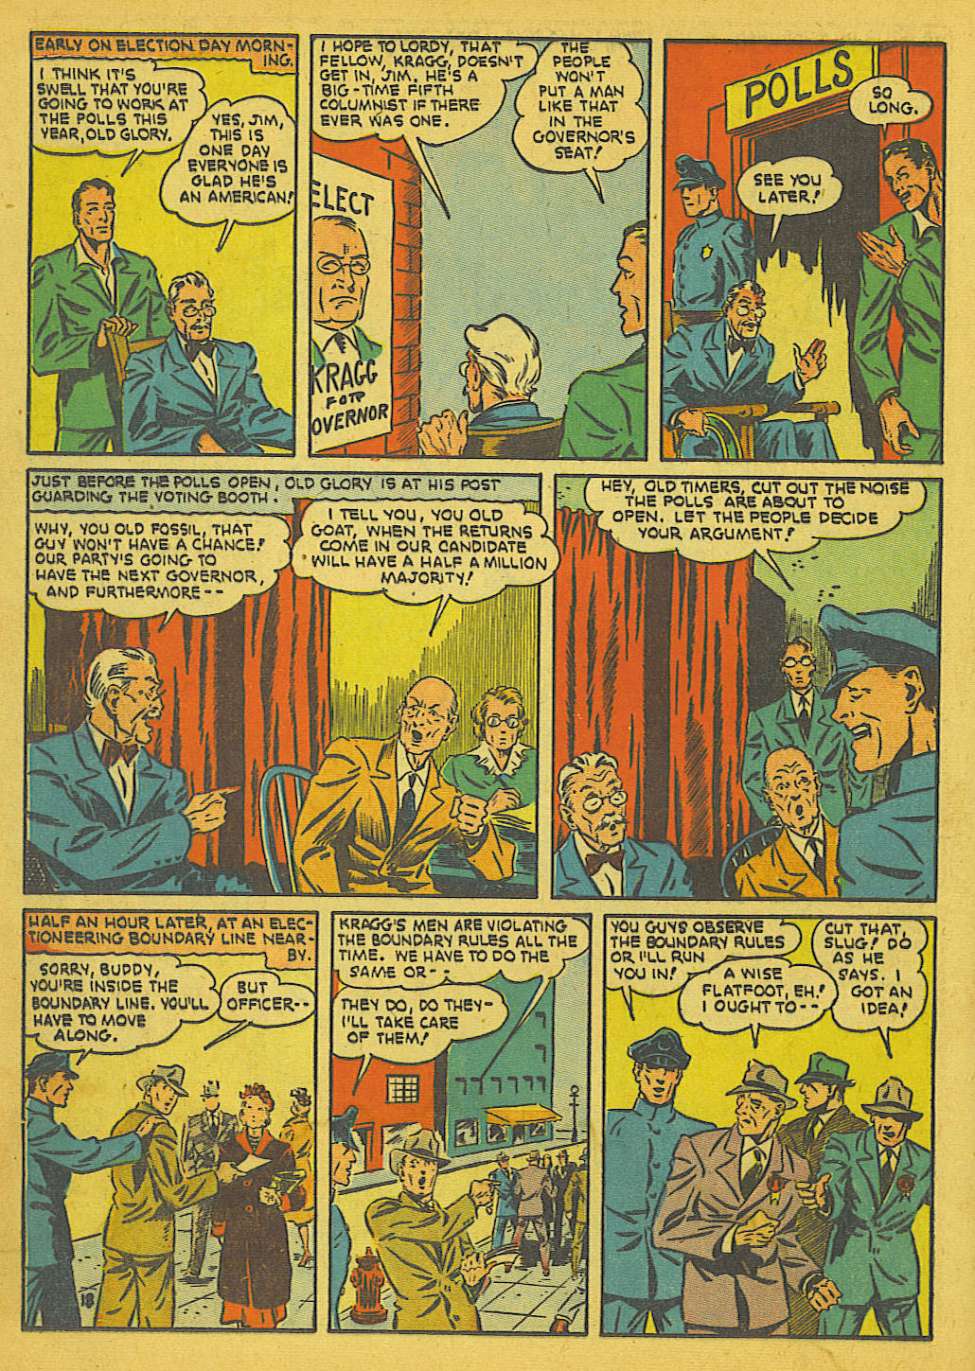 EARLY ON ELECTION DAY MORN-
ING.
I THINK IT'S
SWELL THAT YOU'RE
GOING TO WORK AT
THE POLLS THIS
YEAR, OLD GLORY.
YES, JIM,
THIS IS
ONE DAY
EVERYONE IS
GLAD HE'S
AN AMERICAN!
I HOPE TO LORDY, THAT
FELLOW, KRAGG, DOESN'T
GET IN, JIM. HE'S A
BIG-TIME FIFTH
COLUMNIST IF THERE
EVER WAS ONE.
THE
PEOPLE
WON'T
PUT A MAN
LIKE THAT
IN THE
GOVERNOR'S
SEAT!
ELECT
KRAGG
FOR
GOVERNOR
POLLS
SO
LONG.
SEE YOU
LATER!
JUST BEFORE THE POLLS OPEN, OLD GLORY IS AT HIS POST
GUARDING THE VOTING BOOTH.
WHY, YOU OLD FOSSIL, THAT
GUY WON'T HAVE A CHANCE!
OUR PARTY'S GOING TO
HAVE THE NEXT GOVERNOR,
AND FURTHERMORE--
I TELL YOU, YOU OLD
GOAT, WHEN THE RETURNS
COME IN OUR CANDIDATE
WILL HAVE A HALF A MILLION
MAJORITY!
HEY, OLD TIMERS, CUT OUT THE NOISE
THE POLLS ARE ABOUT TO
OPEN. LET THE PEOPLE DECIDE
YOUR ARGUMENT!
HALF AN HOUR LATER, AT AN ELEC-
TIONEERING BOUNDARY LINE NEAR-
BY.
SORRY, BUDDY,
YOU'RE INSIDE THE
BOUNDARY LINE. YOU'LL
HAVE TO MOVE
ALONG.
BUT
OFFICER--
18
KRAGG'S MEN ARE VIOLATING
THE BOUNDARY RULES ALL THE
TIME. WE HAVE TO DO THE
SAME OR--
THEY DO, DO THEY-
I'LL TAKE CARE
OF THEM!
YOU GUYS OBSERVE
THE BOUNDARY RULES
OR I'LL RUN
YOU IN!
A WISE
FLATFOOT, EH!
I OUGHT TO--
CUT THAT,
SLUG! DO
AS HE
SAYS. I
GOT AN
IDEA!